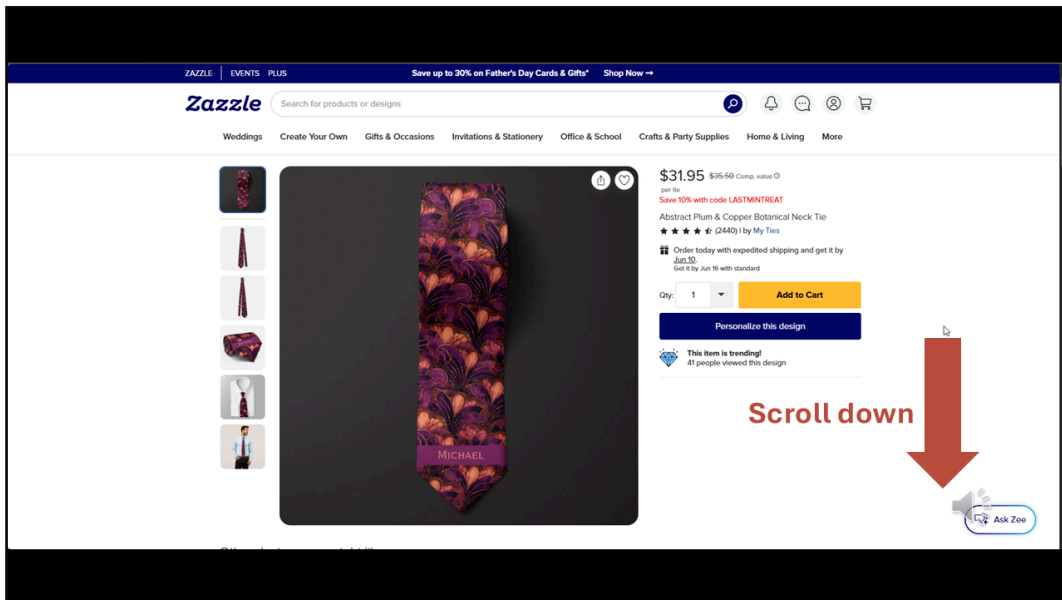 ZAZZLE EVENTS PLUS Save up to 30% on Father's Day Cards & Gifts* Shop Now →
Zazzle Search for products or designs
Weddings Create Your Own Gifts & Occasions Invitations & Stationery Office & School Crafts & Party Supplies Home & Living More
$31.95 $35.50 Comp. value
per tie
Save 10% with code LASTMINTREAT
Abstract Plum & Copper Botanical Neck Tie
(2440) | by My Ties
Order today with expedited shipping and get it by
Jun 10.
Get it by Jun 16 with standard
Qty: 1 Add to Cart
Personalize this design
This item is trending!
41 people viewed this design
Scroll down
MICHAEL
Ask Zee